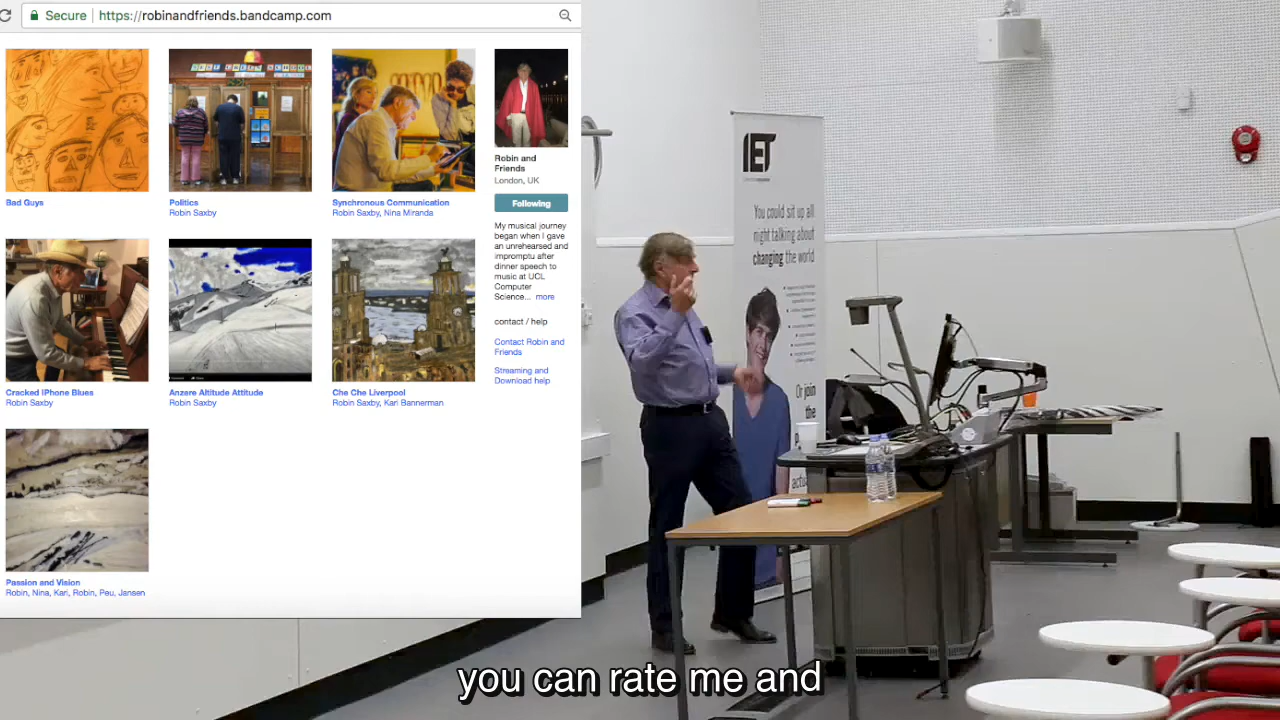 Secure
https://robinandfriends.bandcamp.com
Bad Guys
Politics
Robin Saxby
Synchronous Communication
Robin Saxby, Nina Miranda
Cracked IPhone Blues
Robin Saxby
Anzere Altitude Attitude
Robin Saxby
Che Che Liverpool
Robin Saxby, Kari Bannerman
Passion and Vision
Robin, Nina, Kari, Robin, Peu, Jansen
Robin and
Friends
London, UK
Following
My musical journey
began when I gave
an unrehearsed and
impromptu after
dinner speech to
music at UCL
Computer
Science... more
contact / help
Contact Robin and
Friends
Streaming and
Download help
IET
You could sit up all
night talking about
changing the world
Or join
the
you can rate me and